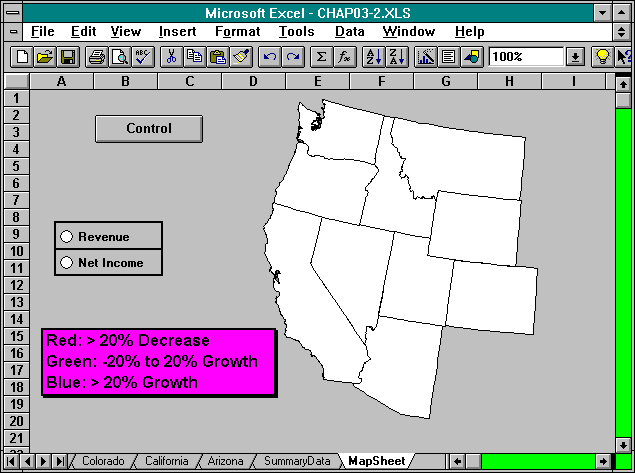 Microsoft Excel - CHAP03-2.XLS
File Edit View Insert Format Tools Data Window Help
ABC Σ fx A Z Z A 100% ?
A B C D E F G H I
1
2
3
4
5
6
7
8
9
10
11
12
13
14
15
16
17
18
19
20
21
22
Control
Revenue
Net Income
Red: > 20% Decrease
Green: -20% to 20% Growth
Blue: > 20% Growth
Colorado California Arizona SummaryData MapSheet